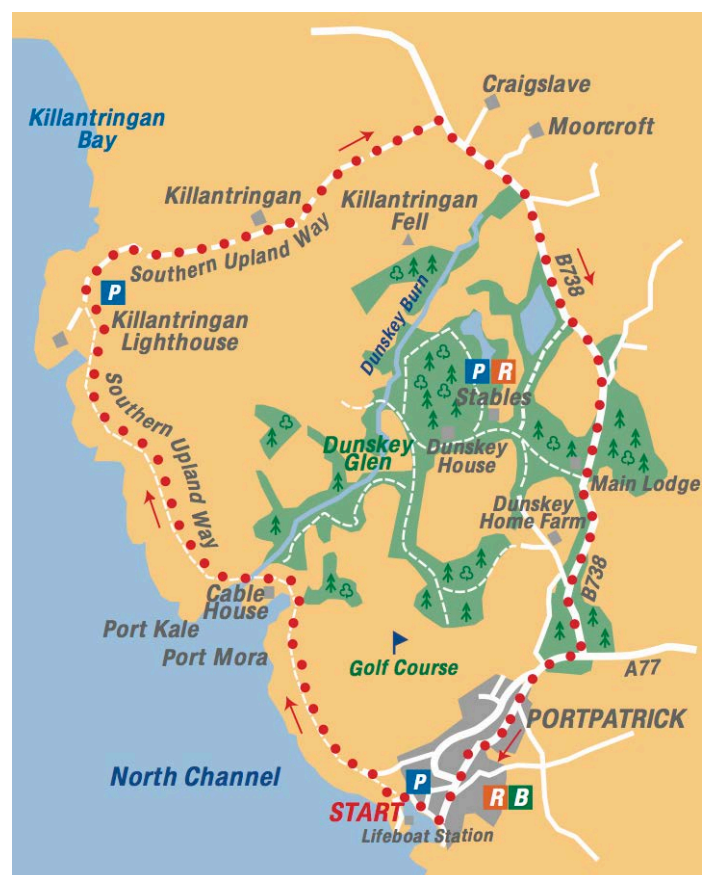 Craigslave
Killantringan
Bay
Moorcroft
Killantringan
Killantringan
Fell
Southern Upland Way
B738
P
Dunskey Burn
Killantringan
Lighthouse
P R
Stables
Southern Upland Way
Dunskey
Glen
Dunskey
House
Main Lodge
Dunskey
Home Farm
B738
Cable
House
Port Kale
Port Mora
Golf Course
A77
PORTPATRICK
North Channel
P
R B
START
Lifeboat Station